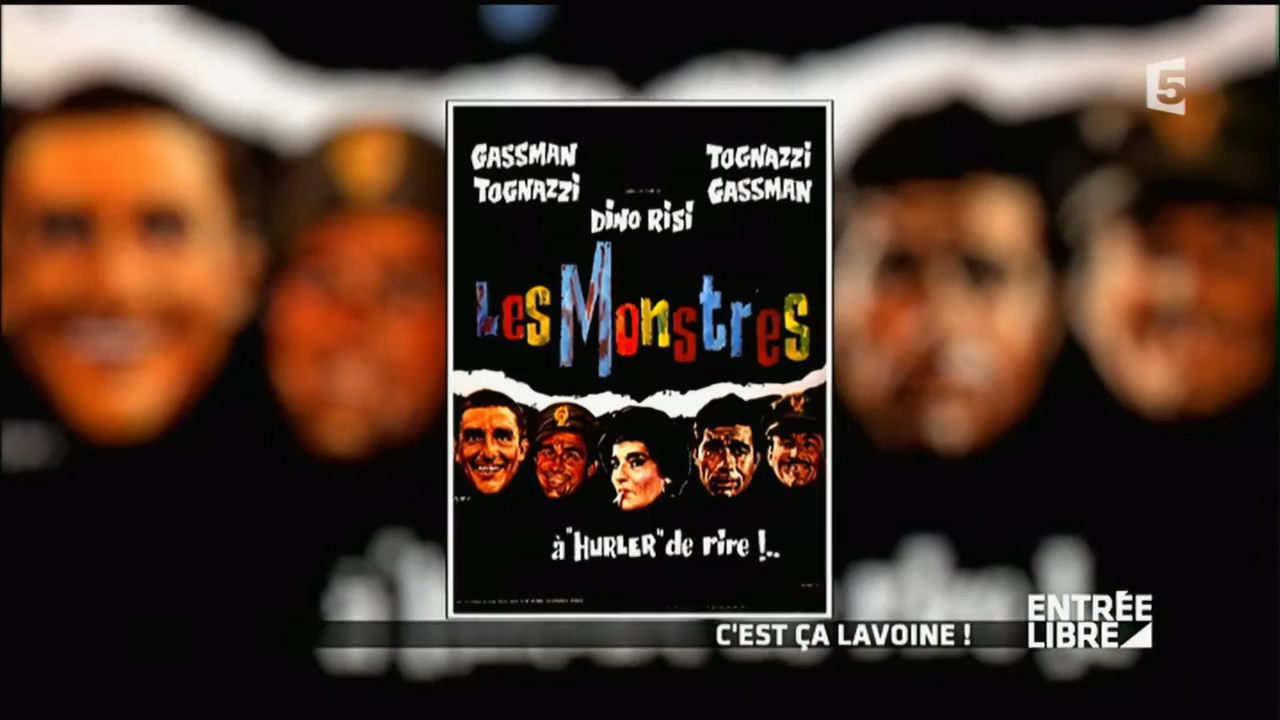 5
GASSMAN
TOGNAZZI
TOGNAZZI
GASSMAN
DINO RISI
Les Monstres
à "HURLER" de rire !..
C'EST ÇA LAVOINE !
ENTRÉE
LIBRE